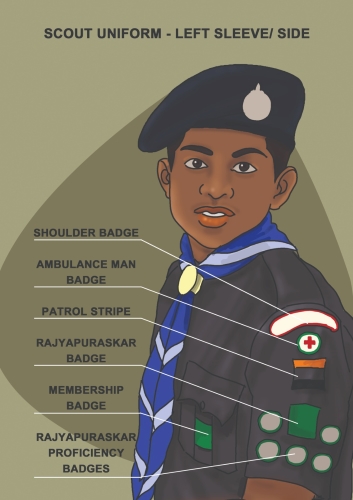 SCOUT UNIFORM - LEFT SLEEVE/ SIDE
SHOULDER BADGE
AMBULANCE MAN
BADGE
PATROL STRIPE
RAJYAPURASKAR
BADGE
MEMBERSHIP
BADGE
RAJYAPURASKAR
PROFICIENCY
BADGES